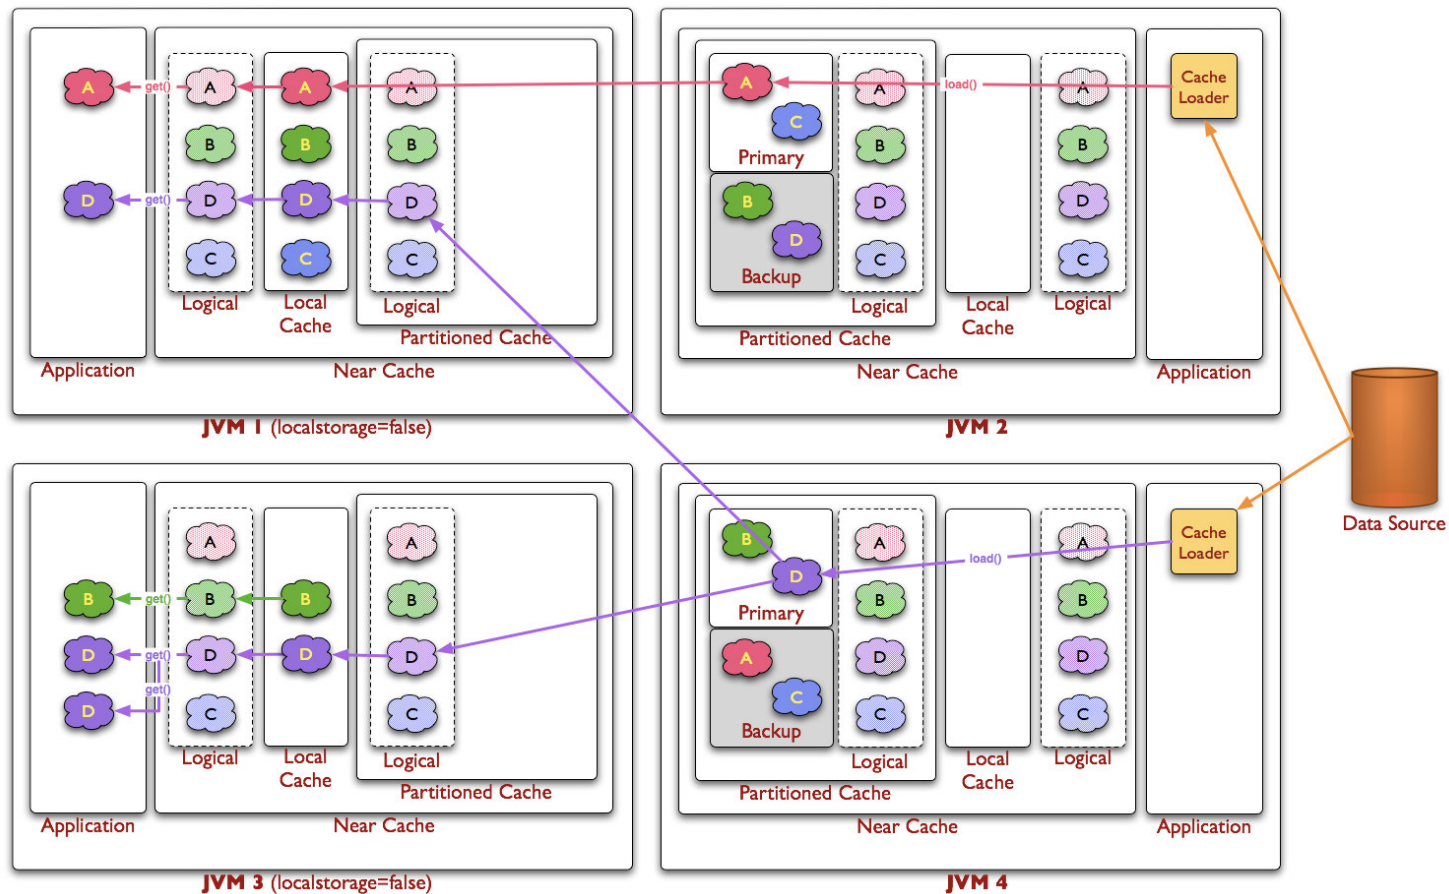 A get() A A A
B B B
D get() D D D
C C C
Logical
Local
Cache
Logical
Partitioned Cache
Application
Near Cache
JVM 1 (localstorage=false)
A A load() A Cache
Loader
C
Primary
B B
B D D
D
C C
Backup
Logical
Local
Cache
Logical
Partitioned Cache
Near Cache
Application
JVM 2
Data Source
A A
B get() B B B
D get() D D D
D get()
C C
Logical
Local
Cache
Logical
Partitioned Cache
Application
Near Cache
JVM 3 (localstorage=false)
B A A Cache
Loader
D load()
Primary
B B
A D D
C C C
Backup
Logical
Local
Cache
Logical
Partitioned Cache
Near Cache
Application
JVM 4